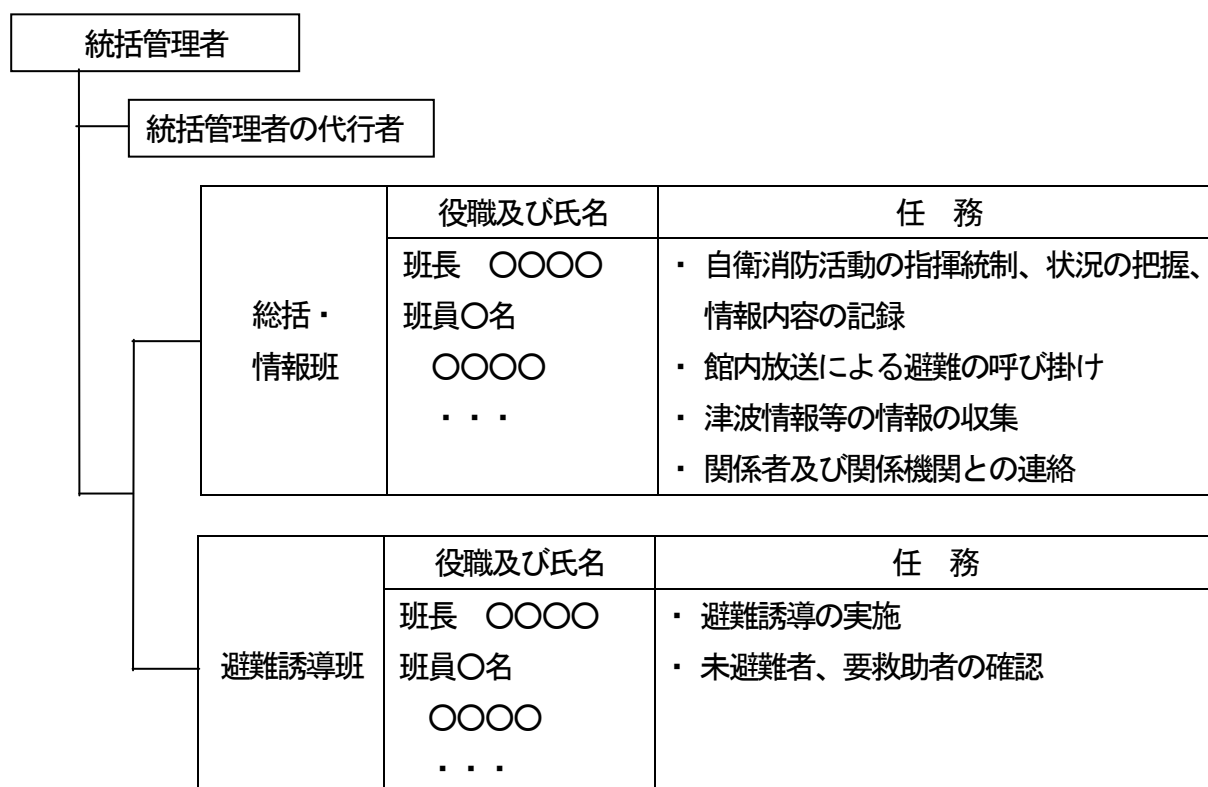 統括管理者
統括管理者の代行者
役職及び氏名
任　務
総括・
情報班
班長　〇〇〇〇
班員〇名
〇〇〇〇
・・・
・ 自衛消防活動の指揮統制、状況の把握、
情報内容の記録
・ 館内放送による避難の呼び掛け
・ 津波情報等の情報の収集
・ 関係者及び関係機関との連絡
役職及び氏名
任　務
避難誘導班
班長　〇〇〇〇
班員〇名
〇〇〇〇
・・・
・ 避難誘導の実施
・ 未避難者、要救助者の確認